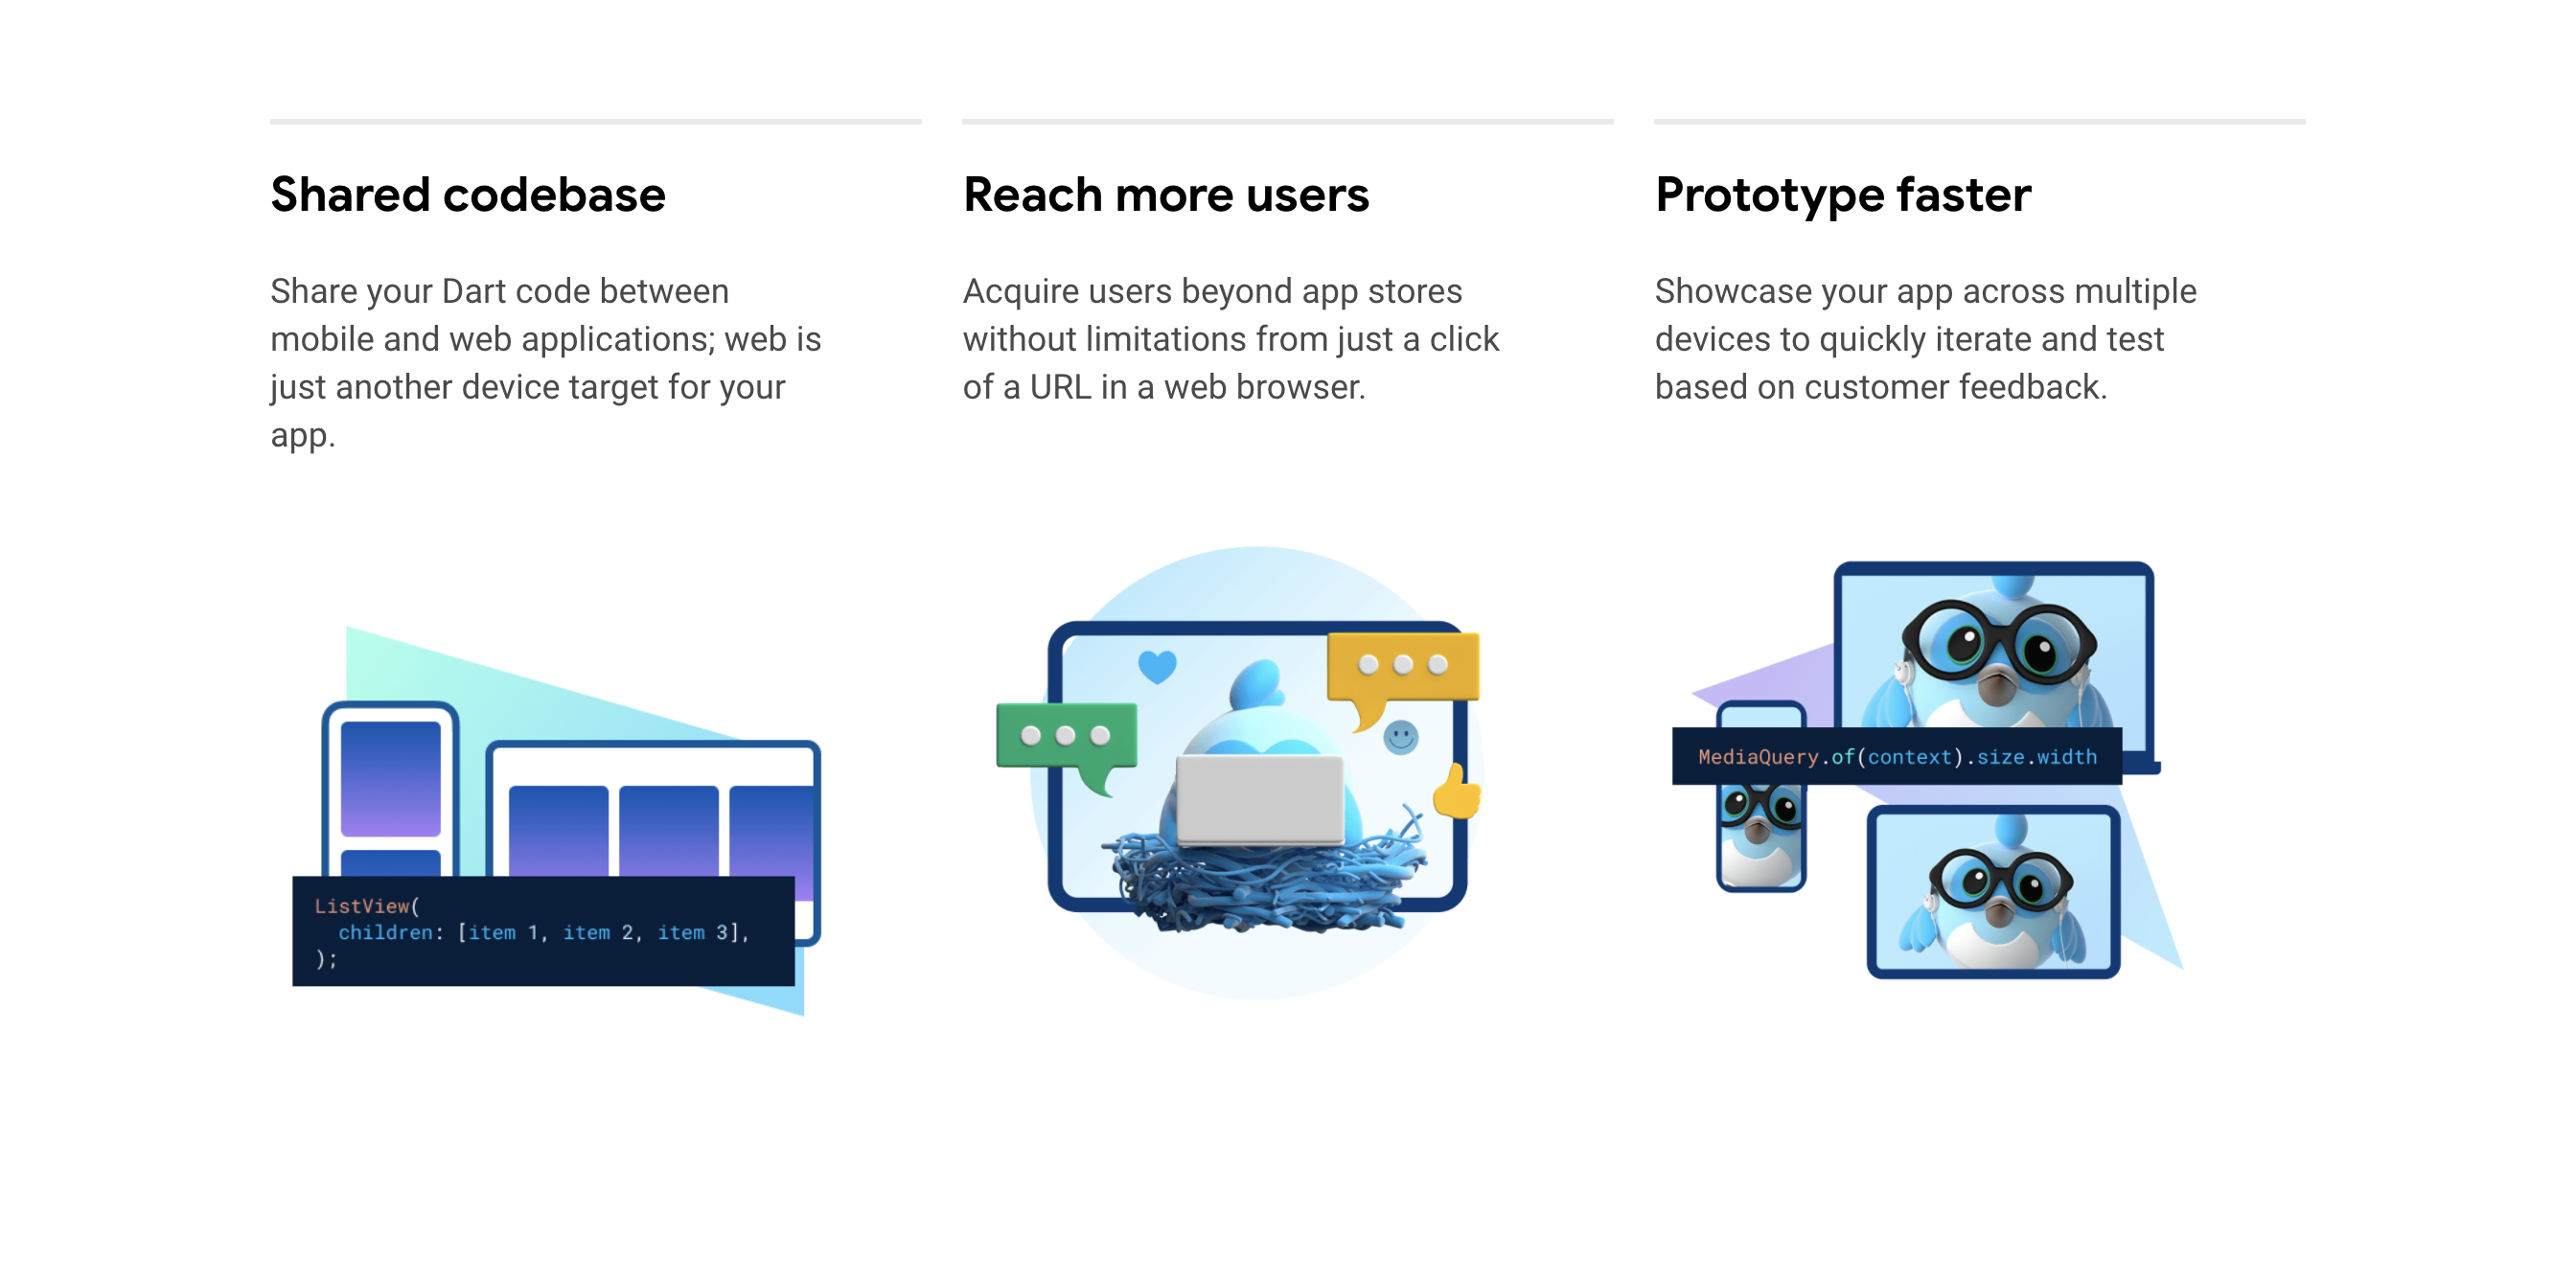 Shared codebase
Share your Dart code between
mobile and web applications; web is
just another device target for your
app.
ListView(
  children: [item 1, item 2, item 3],
);
Reach more users
Acquire users beyond app stores
without limitations from just a click
of a URL in a web browser.
Prototype faster
Showcase your app across multiple
devices to quickly iterate and test
based on customer feedback.
MediaQuery.of(context).size.width